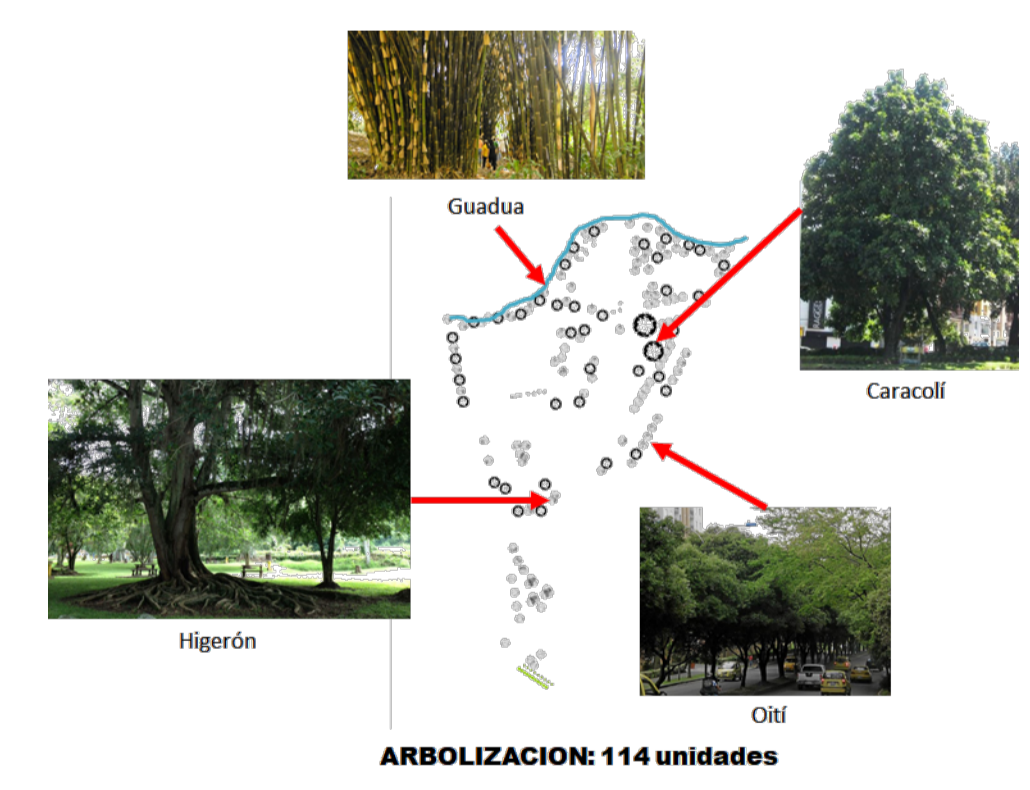 Guadua
Caracolí
Higerón
Oití
ARBOLIZACION: 114 unidades